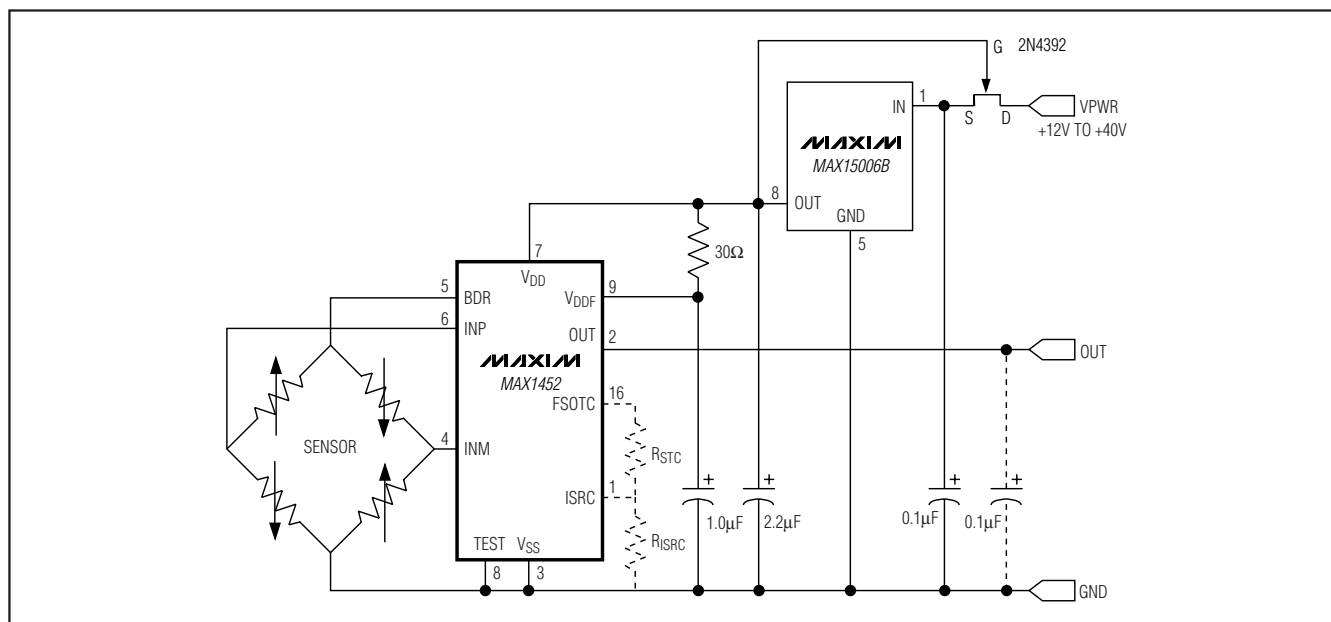 G 2N4392
IN 1
S D
VPWR
+12V TO +40V
MAXIM
MAX15006B
8 OUT
GND
5
30Ω
7
VDD
5 BDR
VDDF 9
6 INP
OUT 2
OUT
MAXIM
MAX1452
FSOTC 16
SENSOR
4 INM
RSTC
ISRC 1
1.0µF
2.2µF
0.1µF
0.1µF
RISRC
TEST VSS
8 3
GND